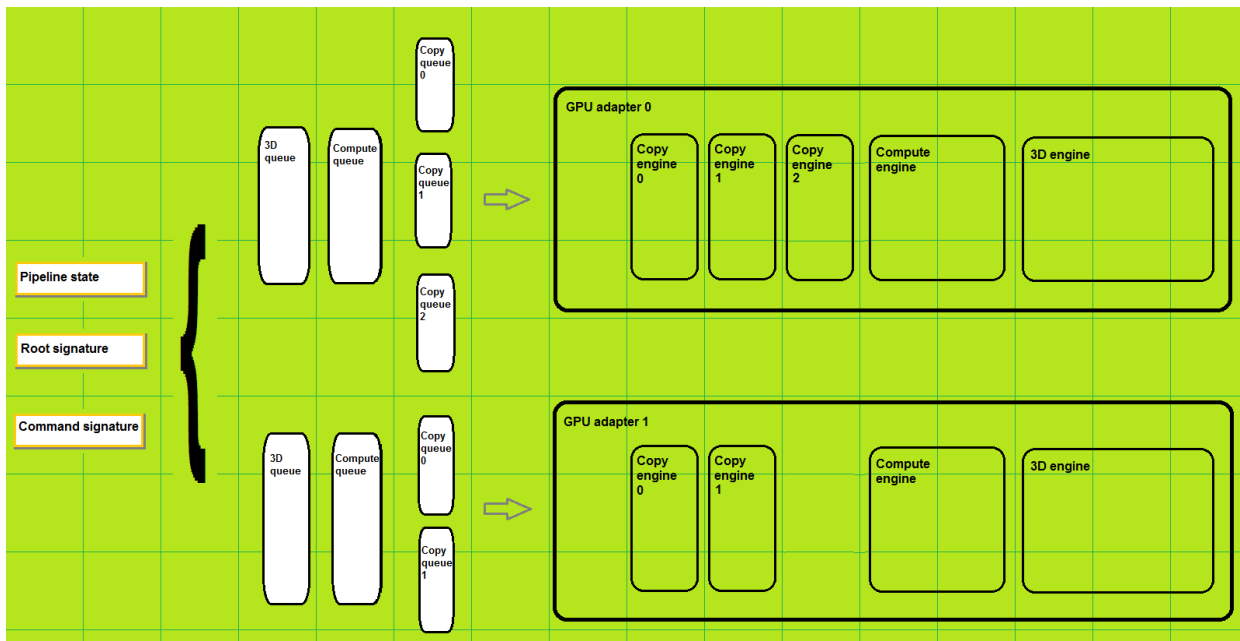 Pipeline state
Root signature
Command signature
3D
queue
Compute
queue
Copy
queue
0
Copy
queue
1
Copy
queue
2
GPU adapter 0
Copy
engine
0
Copy
engine
1
Copy
engine
2
Compute
engine
3D engine
3D
queue
Compute
queue
Copy
queue
0
Copy
queue
1
GPU adapter 1
Copy
engine
0
Copy
engine
1
Compute
engine
3D engine